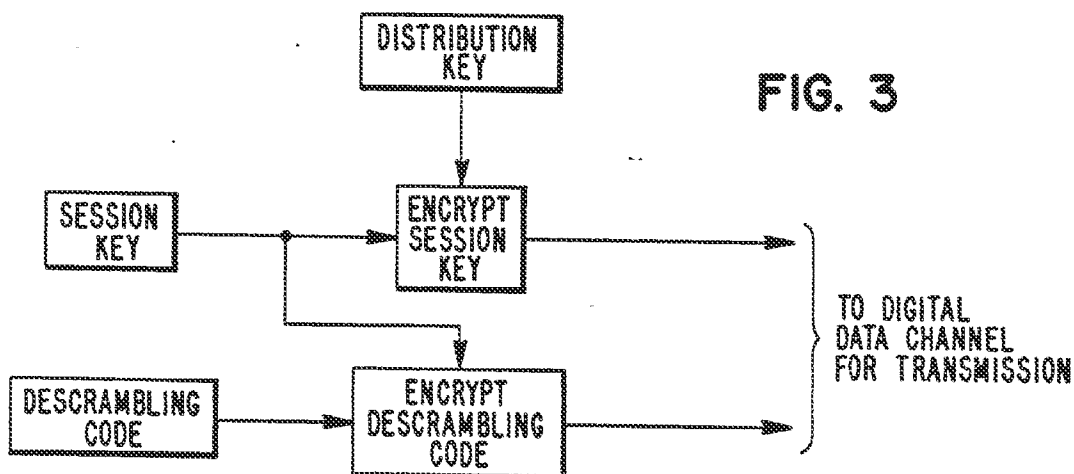 DISTRIBUTION
KEY
FIG. 3
SESSION
KEY
ENCRYPT
SESSION
KEY
TO DIGITAL
DATA CHANNEL
FOR TRANSMISSION
DESCRAMBLING
CODE
ENCRYPT
DESCRAMBLING
CODE